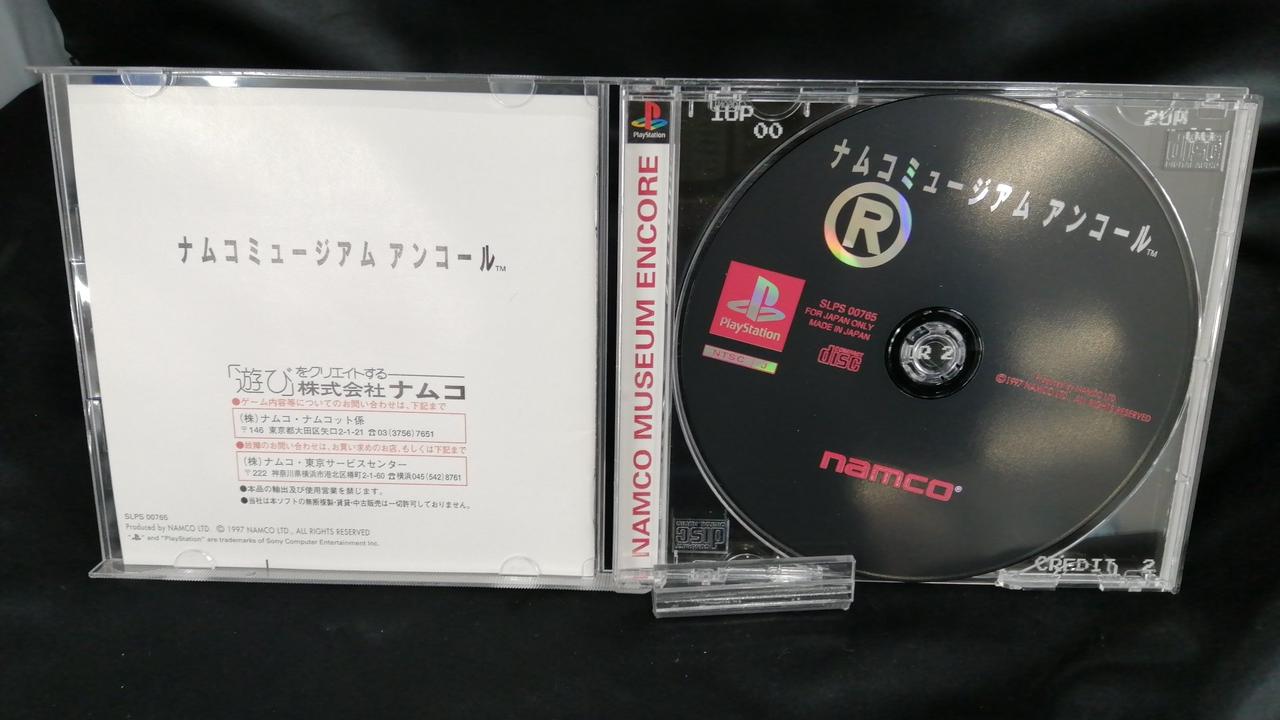 ナムコミュージアム アンコール™
「遊び」をクリエイトする
株式会社ナムコ
●ゲーム内容等についてのお問い合わせは、下記まで
(株)ナムコ・ナムコット係
〒146 東京都大田区矢口2-1-21 ☎03(3756)7651
●故障のお問い合わせは、お買い求めのお店、もしくは下記まで
(株)ナムコ・東京サービスセンター
〒222 神奈川県横浜市港北区樽町2-1-60 ☎横浜045(542)8761
●本品の輸出及び使用営業を禁じます。
●当社は本ソフトの無断複製・賃貸・中古販売は一切許可しておりません。
SLPS 00765
Produced by NAMCO LTD. © 1997 NAMCO LTD., ALL RIGHTS RESERVED
" " and "PlayStation" are trademarks of Sony Computer Entertainment Inc.
PlayStation
NAMCO MUSEUM ENCORE
1UP
00
2UP
ナムコミュージアム アンコール™
®
PlayStation
NTSC J
SLPS 00765
FOR JAPAN ONLY
MADE IN JAPAN
COMPACT
disc
PRODUCED BY NAMCO LTD.
©1997 NAMCO LTD., ALL RIGHTS RESERVED
namco®
COMPACT
disc
DIGITAL AUDIO
CREDIT 2